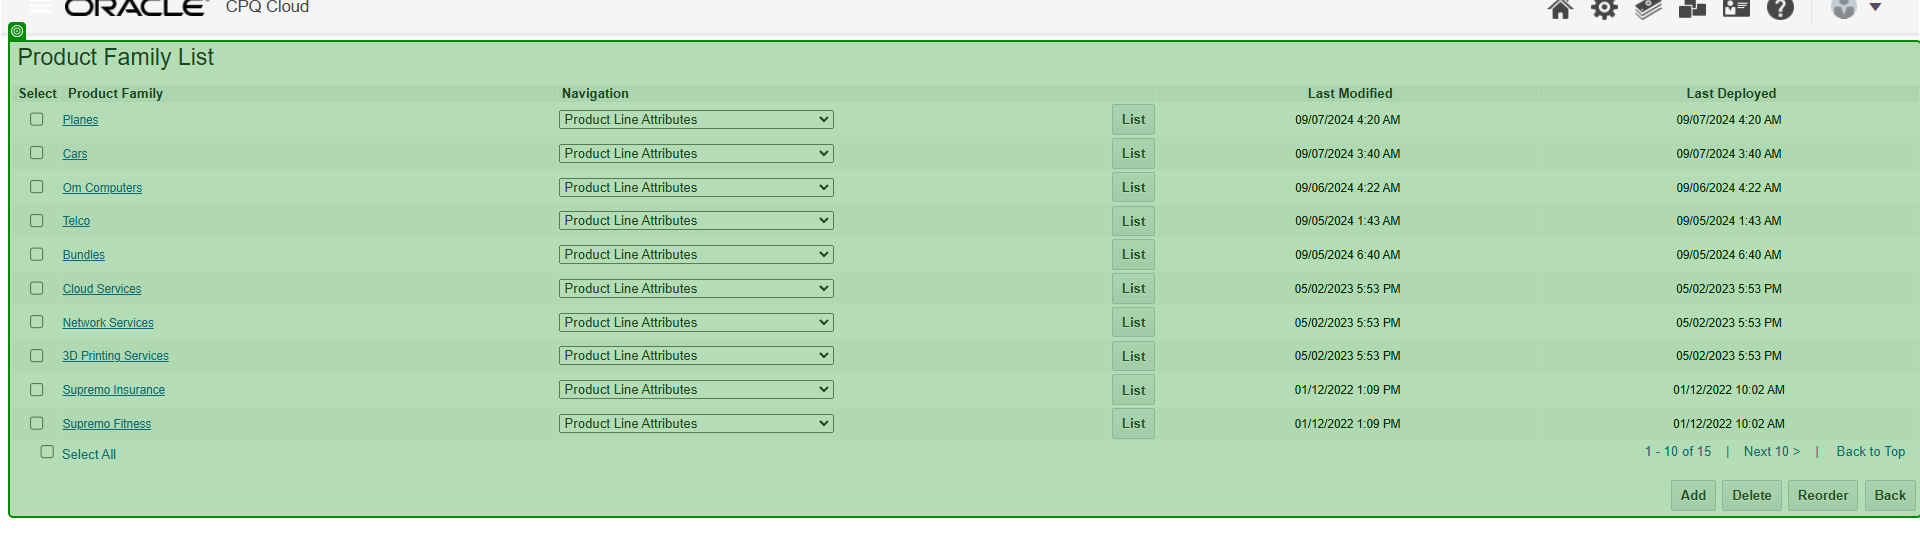 ORACLE CPQ Cloud
Product Family List
Select Product Family Navigation Last Modified Last Deployed
Planes Product Line Attributes List 09/07/2024 4:20 AM 09/07/2024 4:20 AM
Cars Product Line Attributes List 09/07/2024 3:40 AM 09/07/2024 3:40 AM
Om Computers Product Line Attributes List 09/06/2024 4:22 AM 09/06/2024 4:22 AM
Telco Product Line Attributes List 09/05/2024 1:43 AM 09/05/2024 1:43 AM
Bundles Product Line Attributes List 09/05/2024 6:40 AM 09/05/2024 6:40 AM
Cloud Services Product Line Attributes List 05/02/2023 5:53 PM 05/02/2023 5:53 PM
Network Services Product Line Attributes List 05/02/2023 5:53 PM 05/02/2023 5:53 PM
3D Printing Services Product Line Attributes List 05/02/2023 5:53 PM 05/02/2023 5:53 PM
Supremo Insurance Product Line Attributes List 01/12/2022 1:09 PM 01/12/2022 10:02 AM
Supremo Fitness Product Line Attributes List 01/12/2022 1:09 PM 01/12/2022 10:02 AM
Select All 1 - 10 of 15 | Next 10 > | Back to Top
Add Delete Reorder Back